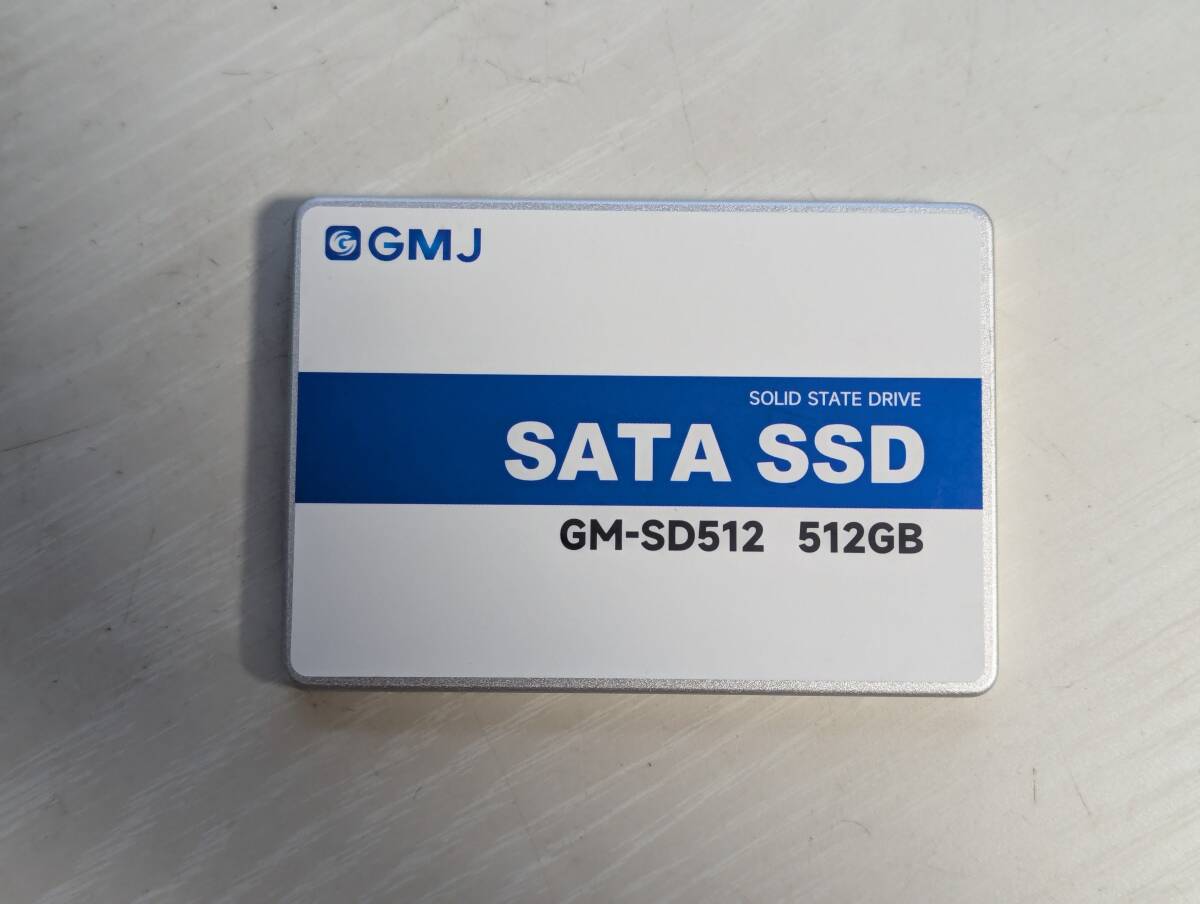 GMJ
SOLID STATE DRIVE
SATA SSD
GM-SD512 512GB